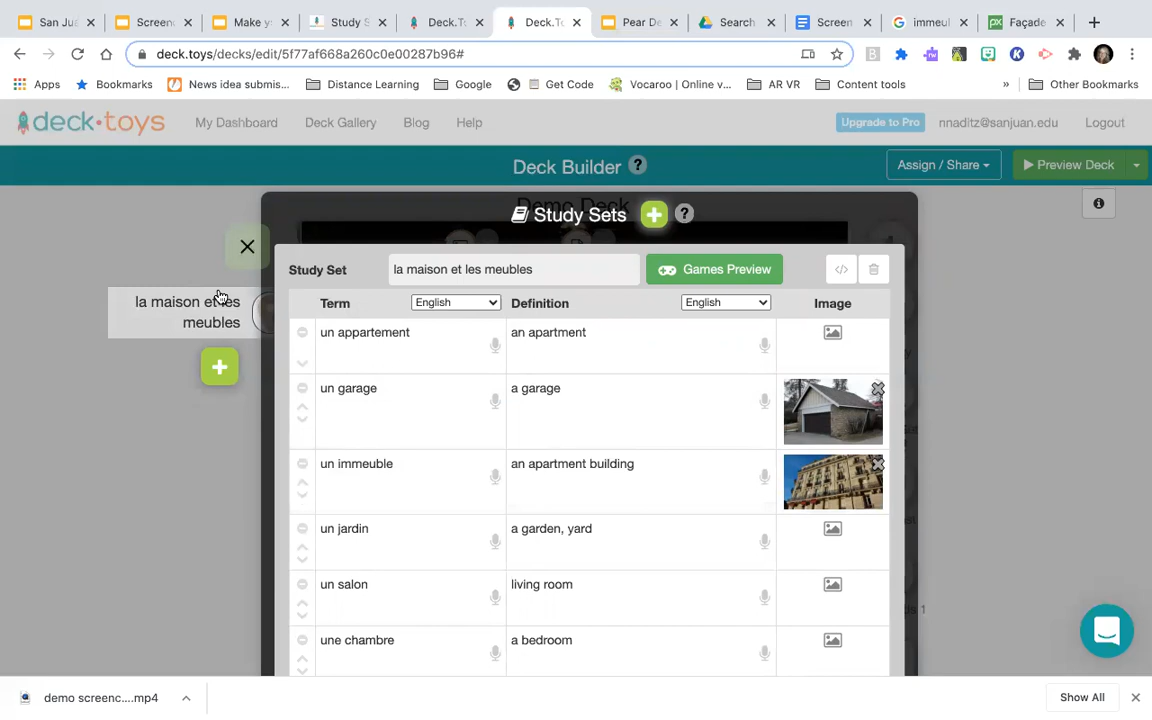 San Ju
Screenc
Make y
Study S
Deck.To
Deck.To
Pear De
Search
Screen
immeul
Façade
deck.toys/decks/edit/5f77af668a260c0e00287b96#
Apps
Bookmarks
News idea submis...
Distance Learning
Google
Get Code
Vocaroo | Online v...
AR VR
Content tools
»
Other Bookmarks
deck•toys
My Dashboard
Deck Gallery
Blog
Help
Upgrade to Pro
nnaditz@sanjuan.edu
Logout
Deck Builder ?
Assign / Share
Preview Deck
Demo Deck
Study Sets + ?
la maison et les
meubles
Study Set
la maison et les meubles
Games Preview
</>
Term
English
Definition
English
Image
un appartement
an apartment
un garage
a garage
un immeuble
an apartment building
un jardin
a garden, yard
un salon
living room
une chambre
a bedroom
demo screenc....mp4
Show All